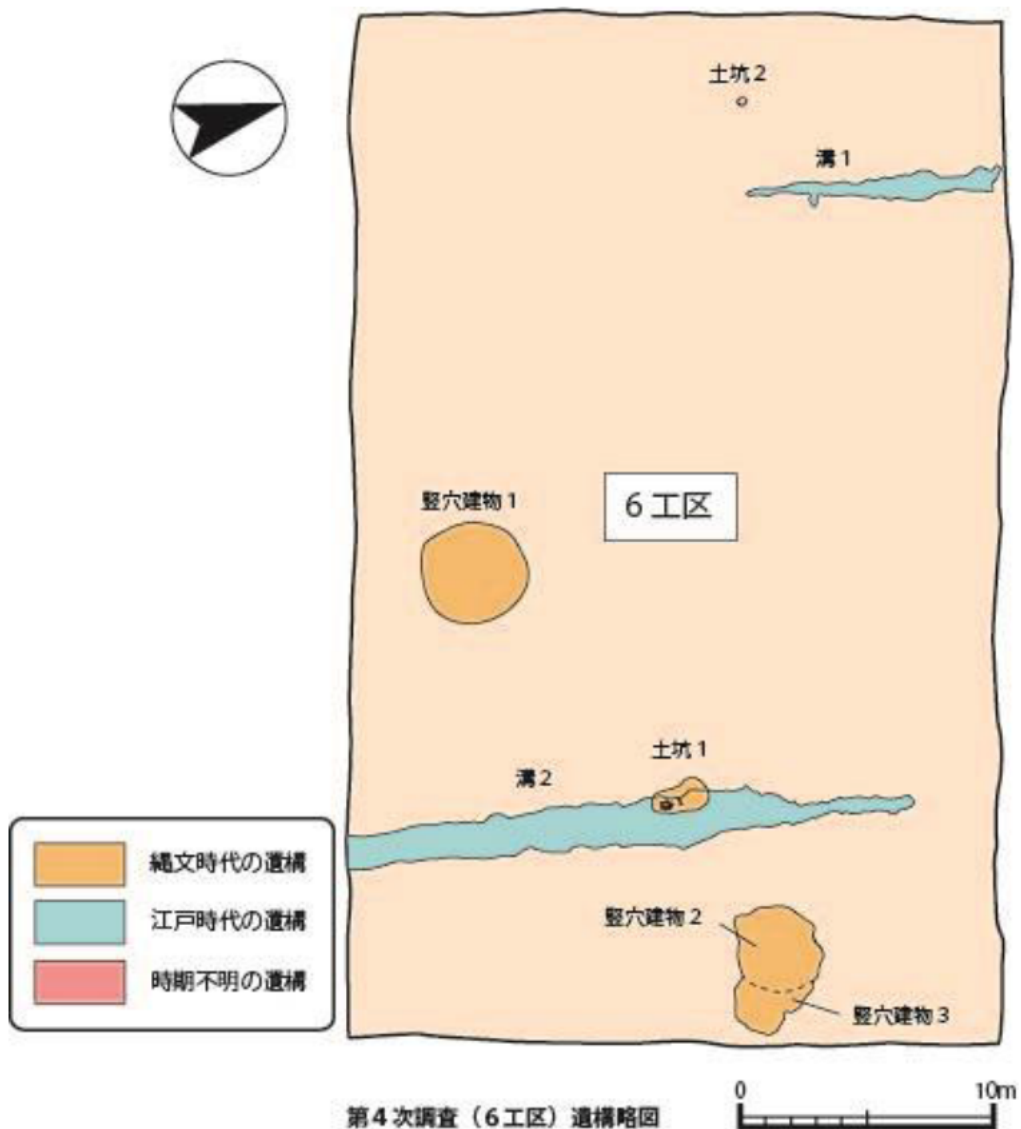 土坑2
溝1
竪穴建物1
6工区
土坑1
溝2
縄文時代の遺構
江戸時代の遺構
時期不明の遺構
竪穴建物2
竪穴建物3
0 10m
第4次調査(6工区)遺構略図